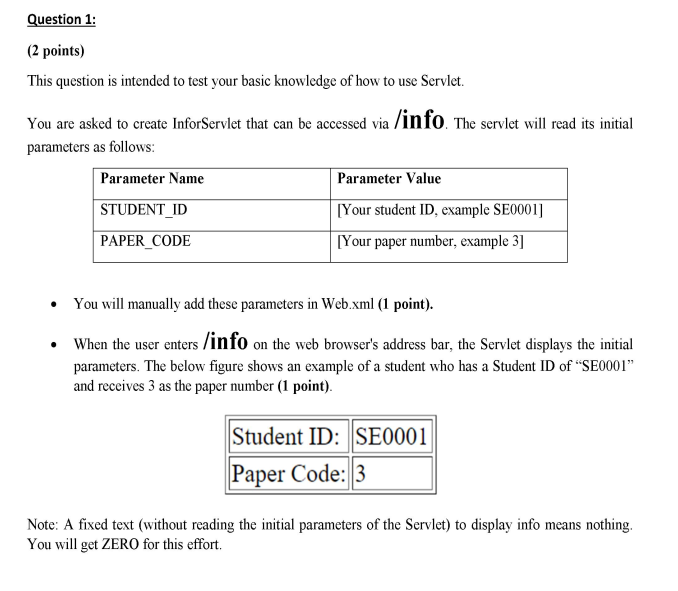 Question 1:
(2 points)
This question is intended to test your basic knowledge of how to use Servlet.
You are asked to create InforServlet that can be accessed via /info. The servlet will read its initial
parameters as follows:
Parameter Name Parameter Value
STUDENT_ID [Your student ID, example SE0001]
PAPER_CODE [Your paper number, example 3]
• You will manually add these parameters in Web.xml (1 point).
• When the user enters /info on the web browser's address bar, the Servlet displays the initial
parameters. The below figure shows an example of a student who has a Student ID of “SE0001”
and receives 3 as the paper number (1 point).
Student ID: SE0001
Paper Code: 3
Note: A fixed text (without reading the initial parameters of the Servlet) to display info means nothing.
You will get ZERO for this effort.